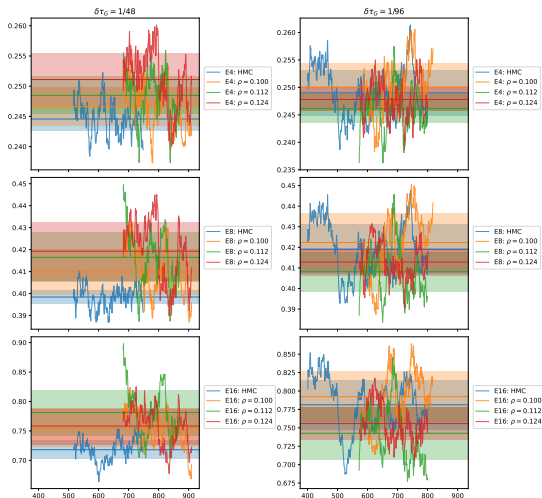 δτ_G = 1/48
0.260
0.255
0.250
0.245
0.240
E4: HMC
E4: ρ = 0.100
E4: ρ = 0.112
E4: ρ = 0.124
δτ_G = 1/96
0.260
0.255
0.250
0.245
0.240
0.235
E4: HMC
E4: ρ = 0.100
E4: ρ = 0.112
E4: ρ = 0.124
0.45
0.44
0.43
0.42
0.41
0.40
0.39
E8: HMC
E8: ρ = 0.100
E8: ρ = 0.112
E8: ρ = 0.124
0.45
0.44
0.43
0.42
0.41
0.40
0.39
E8: HMC
E8: ρ = 0.100
E8: ρ = 0.112
E8: ρ = 0.124
0.90
0.85
0.80
0.75
0.70
E16: HMC
E16: ρ = 0.100
E16: ρ = 0.112
E16: ρ = 0.124
400 500 600 700 800 900
0.850
0.825
0.800
0.775
0.750
0.725
0.700
0.675
E16: HMC
E16: ρ = 0.100
E16: ρ = 0.112
E16: ρ = 0.124
400 500 600 700 800 900